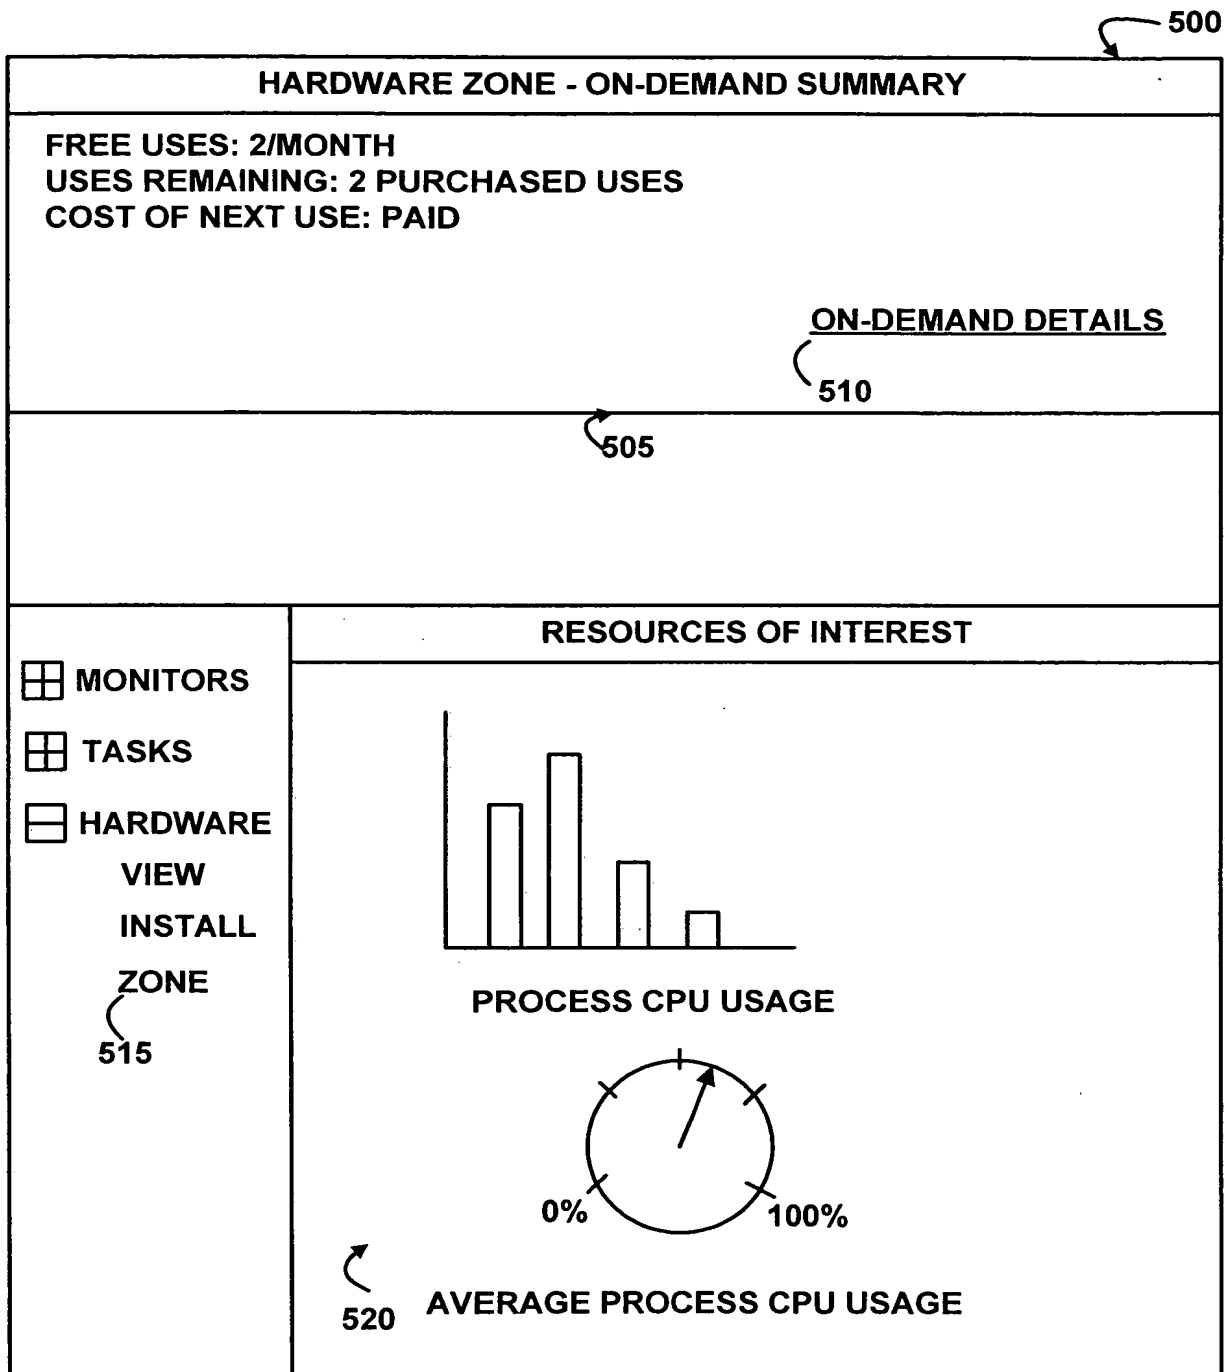 500
HARDWARE ZONE - ON-DEMAND SUMMARY
FREE USES: 2/MONTH
USES REMAINING: 2 PURCHASED USES
COST OF NEXT USE: PAID
ON-DEMAND DETAILS
510
505
MONITORS
TASKS
HARDWARE
VIEW
INSTALL
ZONE
515
RESOURCES OF INTEREST
PROCESS CPU USAGE
0%
100%
520
AVERAGE PROCESS CPU USAGE